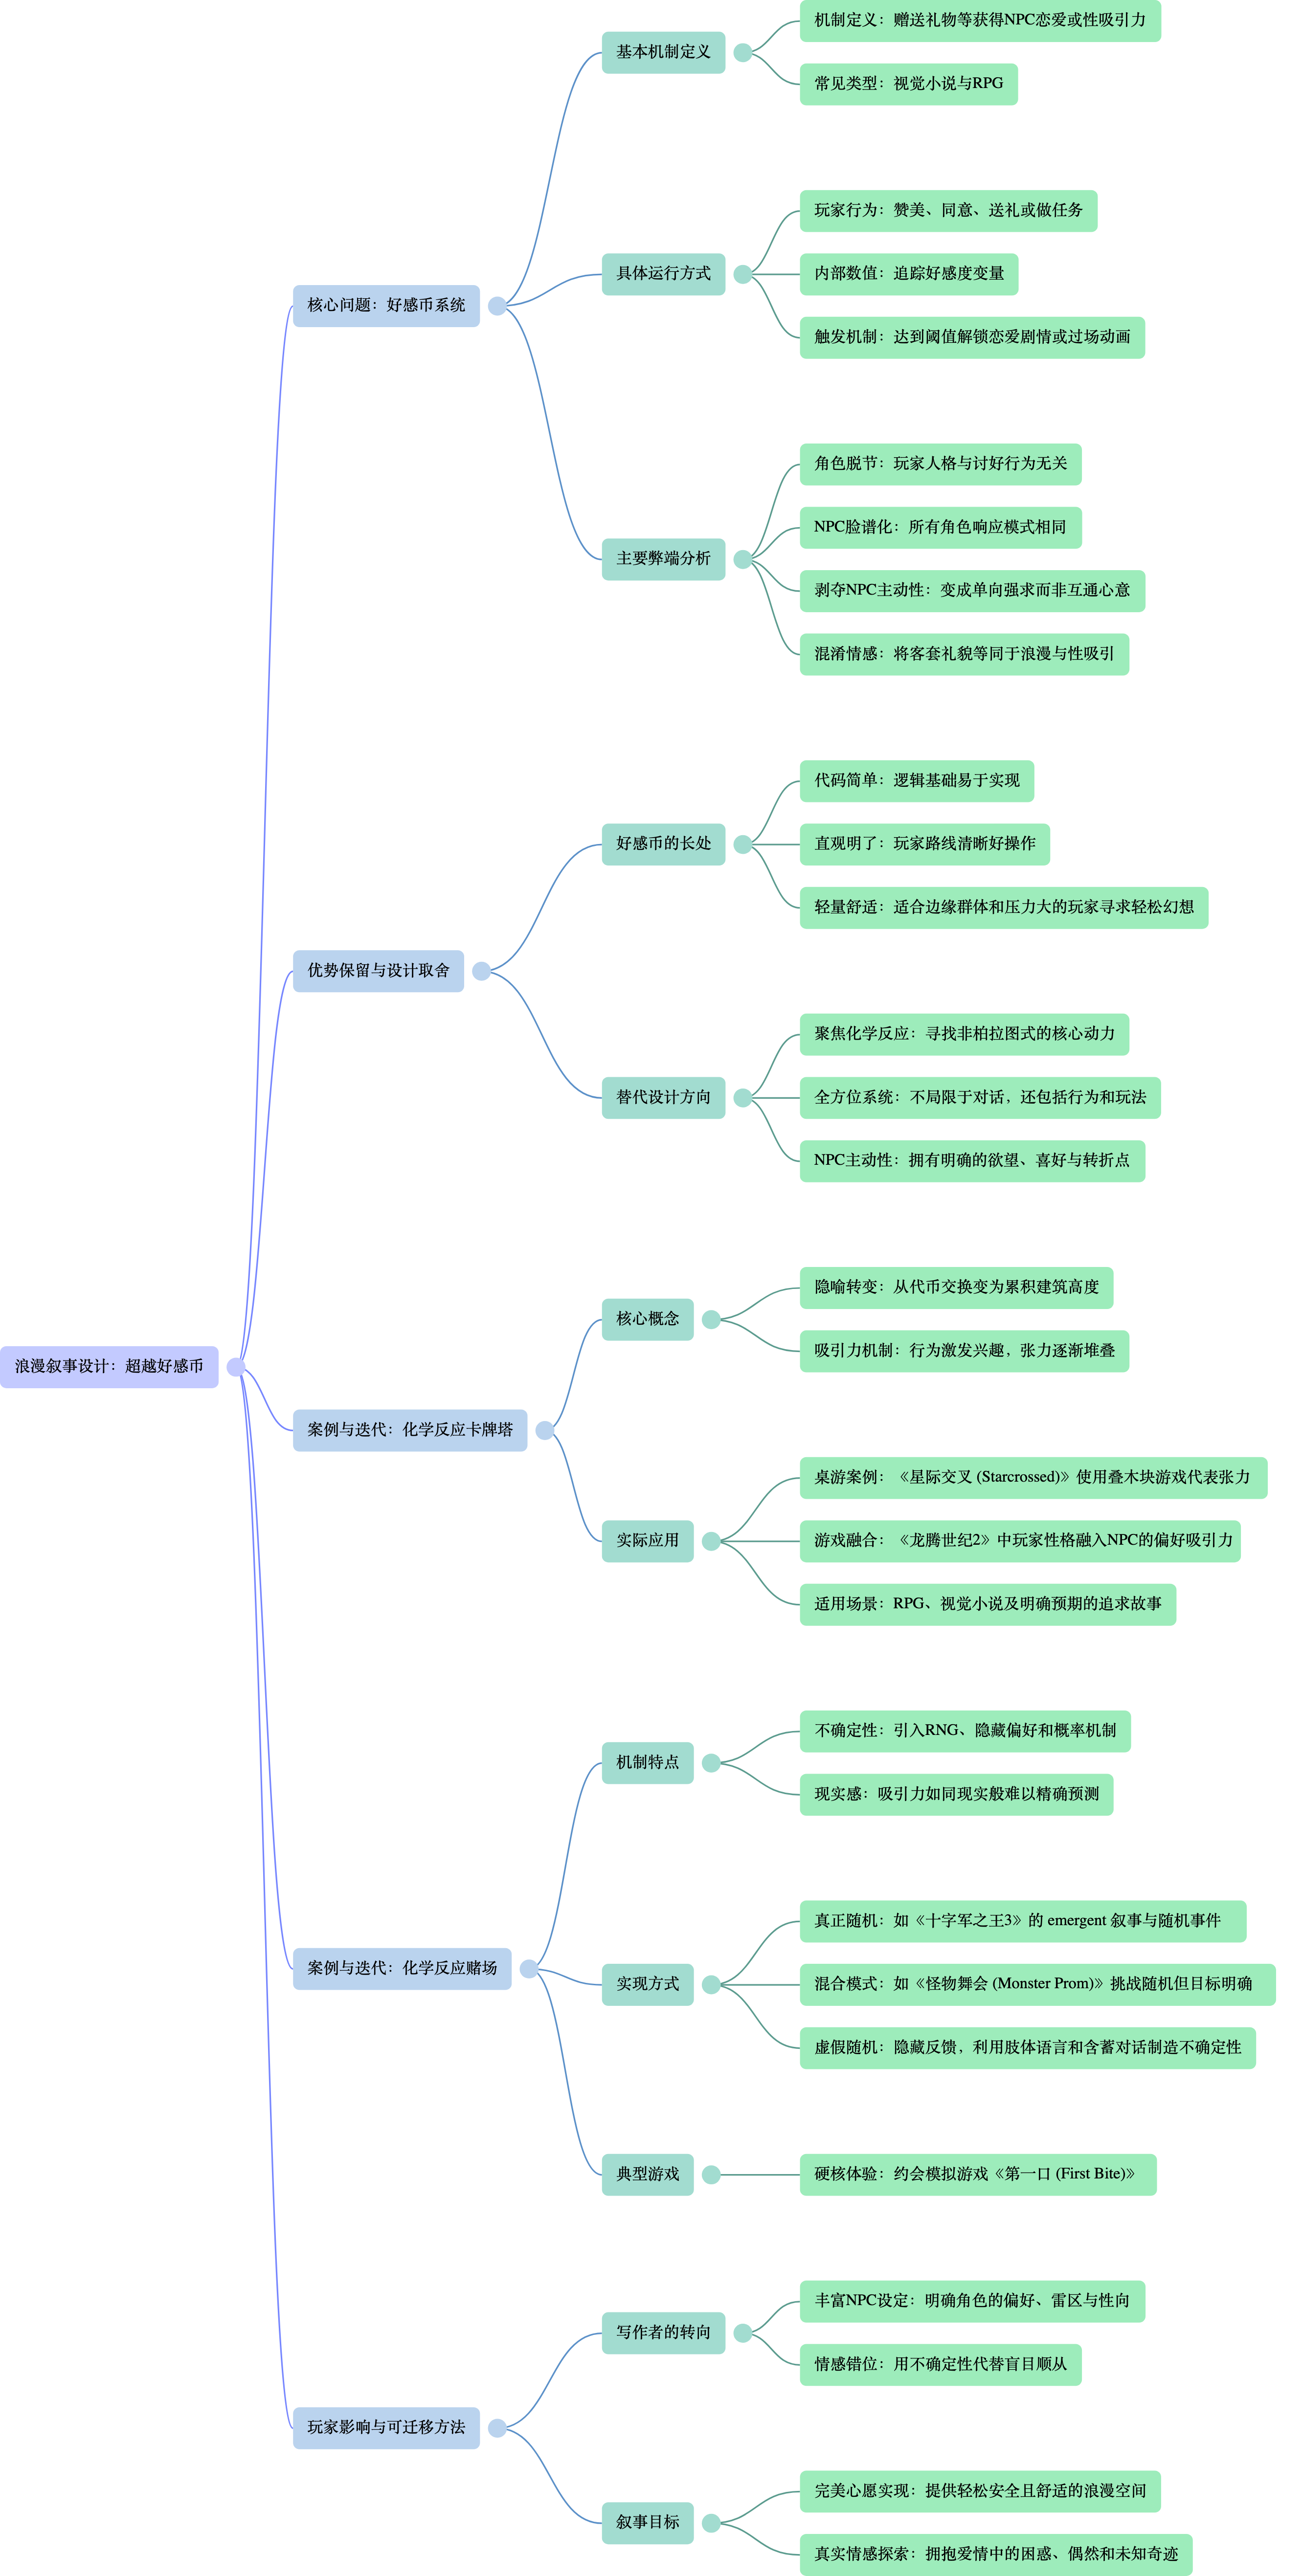 浪漫叙事设计：超越好感币
核心问题：好感币系统
基本机制定义
机制定义：赠送礼物等获得NPC恋爱或性吸引力
常见类型：视觉小说与RPG
具体运行方式
玩家行为：赞美、同意、送礼或做任务
内部数值：追踪好感度变量
触发机制：达到阈值解锁恋爱剧情或过场动画
主要弊端分析
角色脱节：玩家人格与讨好行为无关
NPC脸谱化：所有角色响应模式相同
剥夺NPC主动性：变成单向强求而非互通心意
混淆情感：将客套礼貌等同于浪漫与性吸引
优势保留与设计取舍
好感币的长处
代码简单：逻辑基础易于实现
直观明了：玩家路线清晰好操作
轻量舒适：适合边缘群体和压力大的玩家寻求轻松幻想
替代设计方向
聚焦化学反应：寻找非柏拉图式的核心动力
全方位系统：不局限于对话，还包括行为和玩法
NPC主动性：拥有明确的欲望、喜好与转折点
案例与迭代：化学反应卡牌塔
核心概念
隐喻转变：从代币交换变为累积建筑高度
吸引力机制：行为激发兴趣，张力逐渐堆叠
实际应用
桌游案例：《星际交叉 (Starcrossed)》使用叠木块游戏代表张力
游戏融合：《龙腾世纪2》中玩家性格融入NPC的偏好吸引力
适用场景：RPG、视觉小说及明确预期的追求故事
案例与迭代：化学反应赌场
机制特点
不确定性：引入RNG、隐藏偏好和概率机制
现实感：吸引力如同现实般难以精确预测
实现方式
真正随机：如《十字军之王3》的 emergent 叙事与随机事件
混合模式：如《怪物舞会 (Monster Prom)》挑战随机但目标明确
虚假随机：隐藏反馈，利用肢体语言和含蓄对话制造不确定性
典型游戏
硬核体验：约会模拟游戏《第一口 (First Bite)》
玩家影响与可迁移方法
写作者的转向
丰富NPC设定：明确角色的偏好、雷区与性向
情感错位：用不确定性代替盲目顺从
叙事目标
完美心愿实现：提供轻松安全且舒适的浪漫空间
真实情感探索：拥抱爱情中的困惑、偶然和未知奇迹